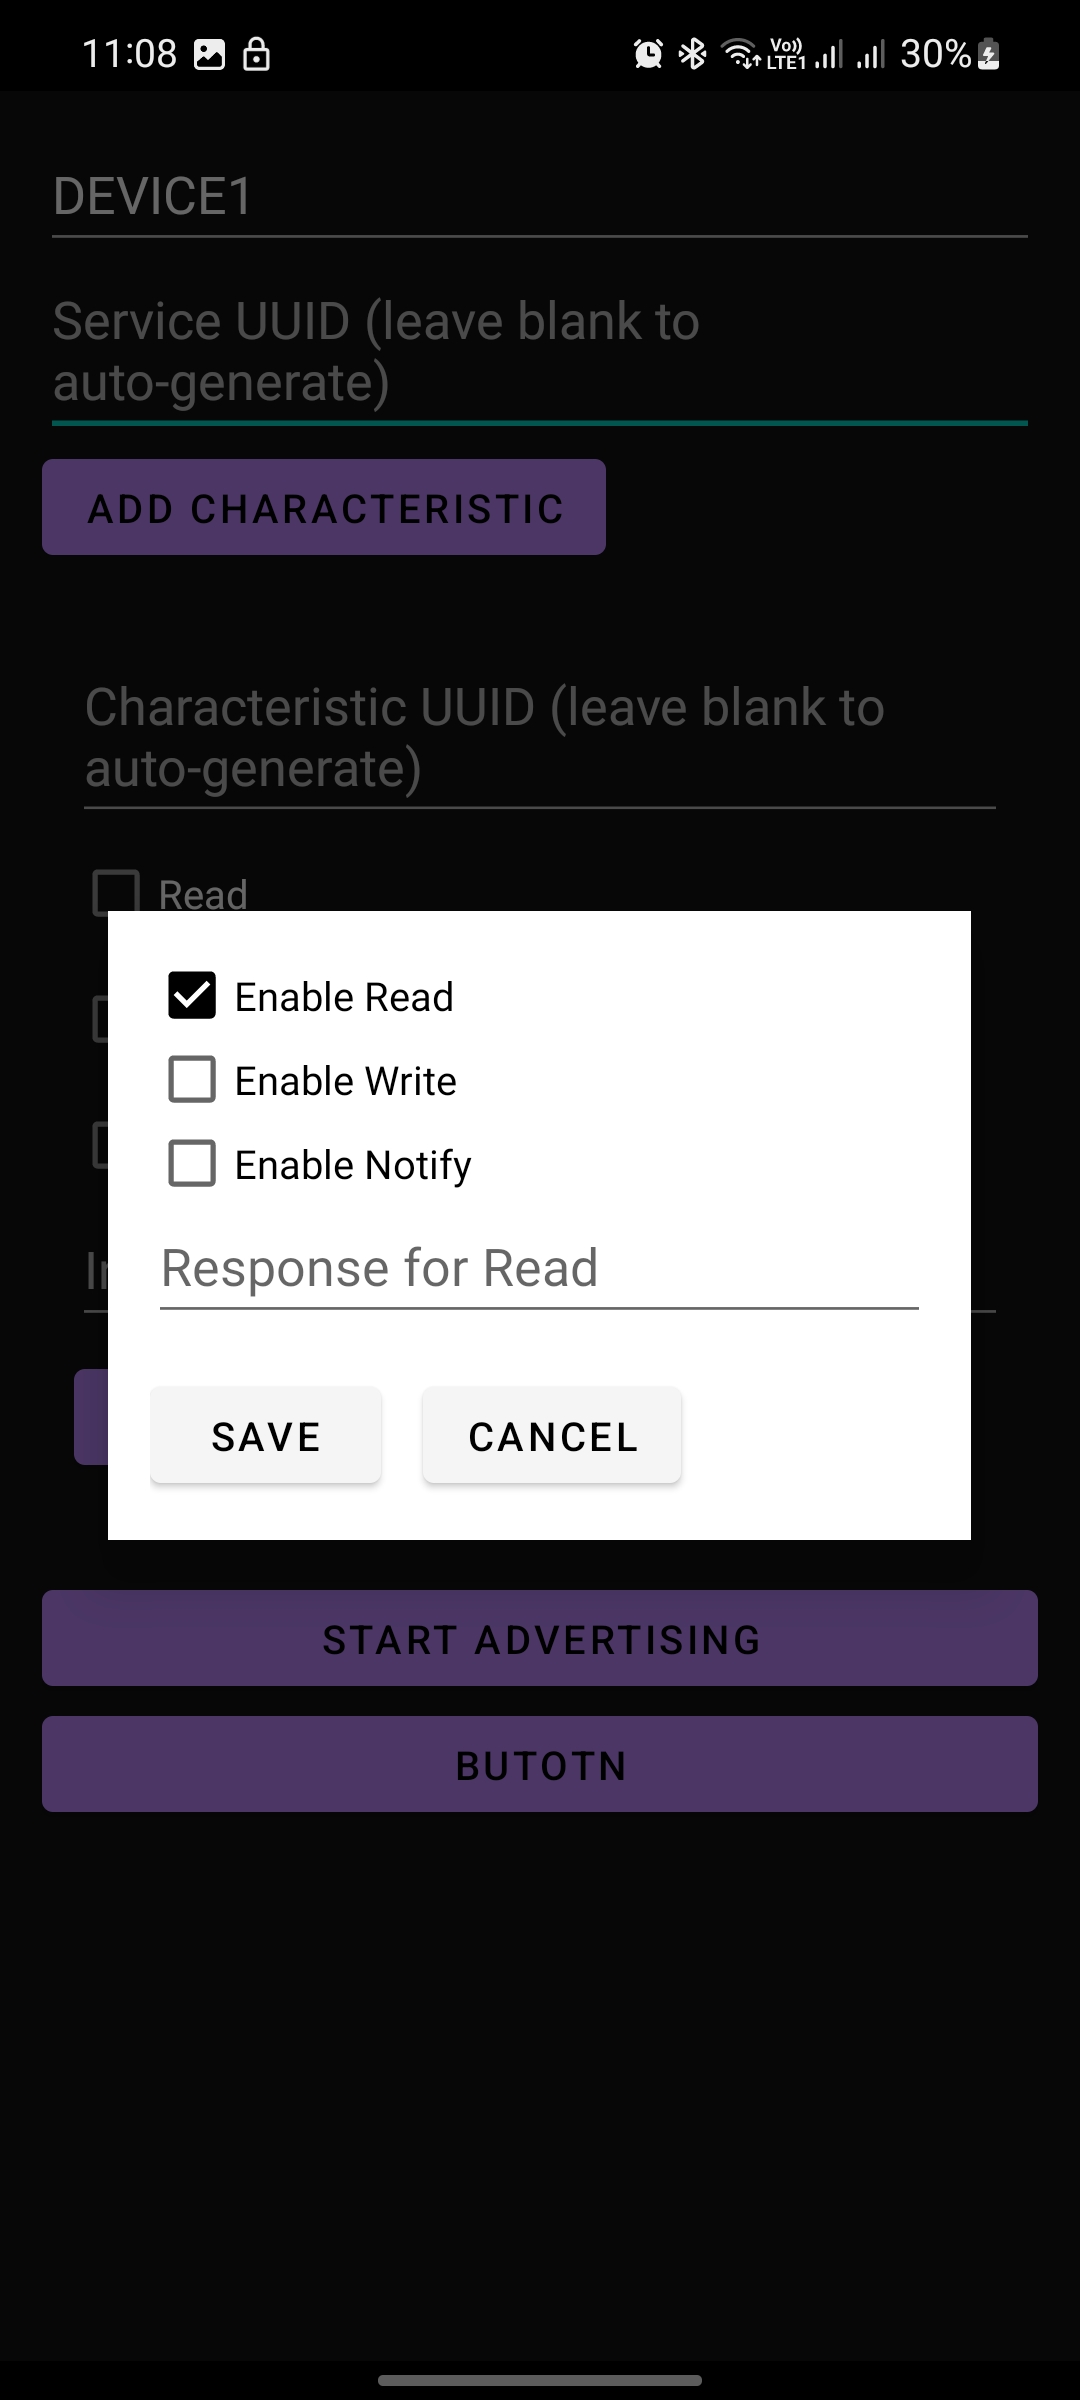 11:08
Vo)) LTE1
30%
DEVICE1
Service UUID (leave blank to
auto-generate)
ADD CHARACTERISTIC
Characteristic UUID (leave blank to
auto-generate)
Read
Enable Read
Enable Write
Enable Notify
Response for Read
SAVE
CANCEL
START ADVERTISING
BUTOTN